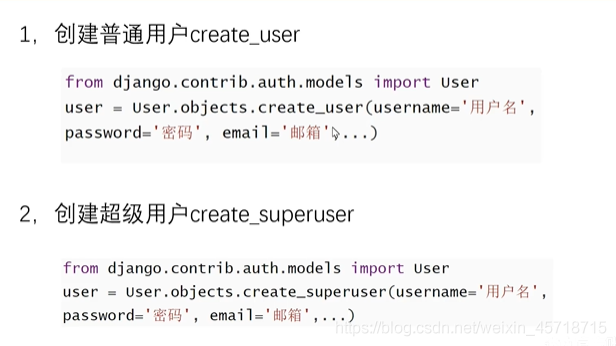 1，创建普通用户create_user
from django.contrib.auth.models import User
user = User.objects.create_user(username='用户名',
password='密码', email='邮箱',...)
2，创建超级用户create_superuser
from django.contrib.auth.models import User
user = User.objects.create_superuser(username='用户名',
password='密码', email='邮箱',...)
https://blog.csdn.net/weixin_45718715